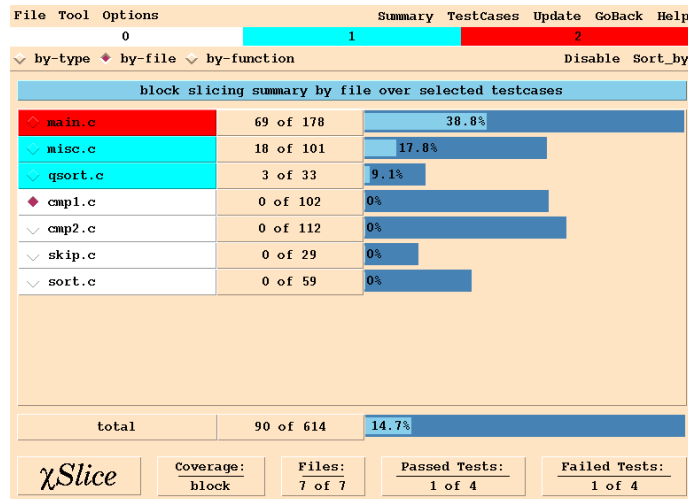 File Tool Options Summary TestCases Update GoBack Help
0 1 2
by-type by-file by-function Disable Sort_by
block slicing summary by file over selected testcases
main.c 69 of 178 38.8%
misc.c 18 of 101 17.8%
qsort.c 3 of 33 9.1%
cmp1.c 0 of 102 0%
cmp2.c 0 of 112 0%
skip.c 0 of 29 0%
sort.c 0 of 59 0%
total 90 of 614 14.7%
χSlice
Coverage:
block
Files:
7 of 7
Passed Tests:
1 of 4
Failed Tests:
1 of 4